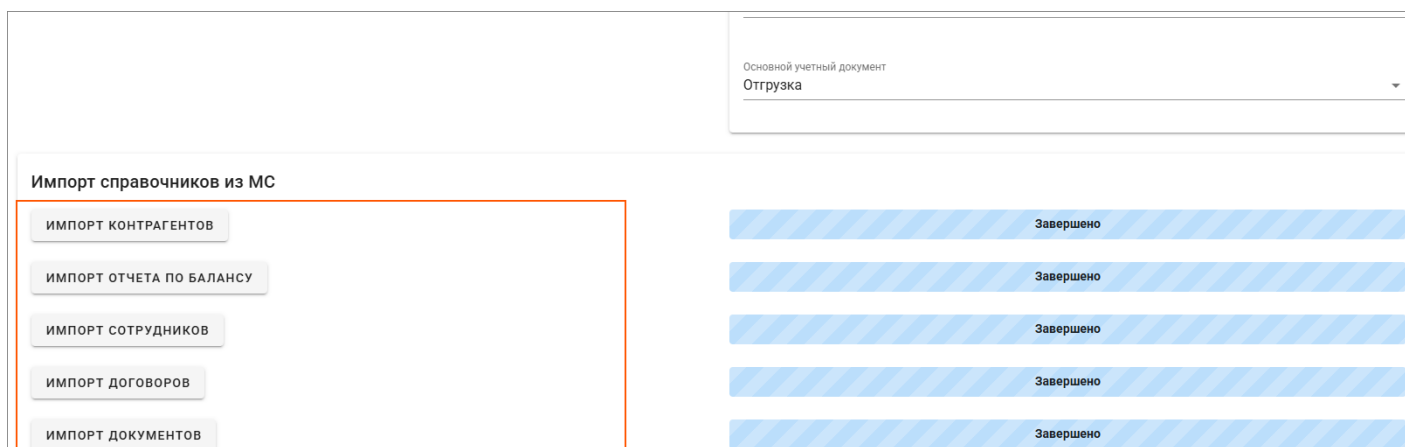 Основной учетный документ
Отгрузка
Импорт справочников из МС
ИМПОРТ КОНТРАГЕНТОВ
Завершено
ИМПОРТ ОТЧЕТА ПО БАЛАНСУ
Завершено
ИМПОРТ СОТРУДНИКОВ
Завершено
ИМПОРТ ДОГОВОРОВ
Завершено
ИМПОРТ ДОКУМЕНТОВ
Завершено